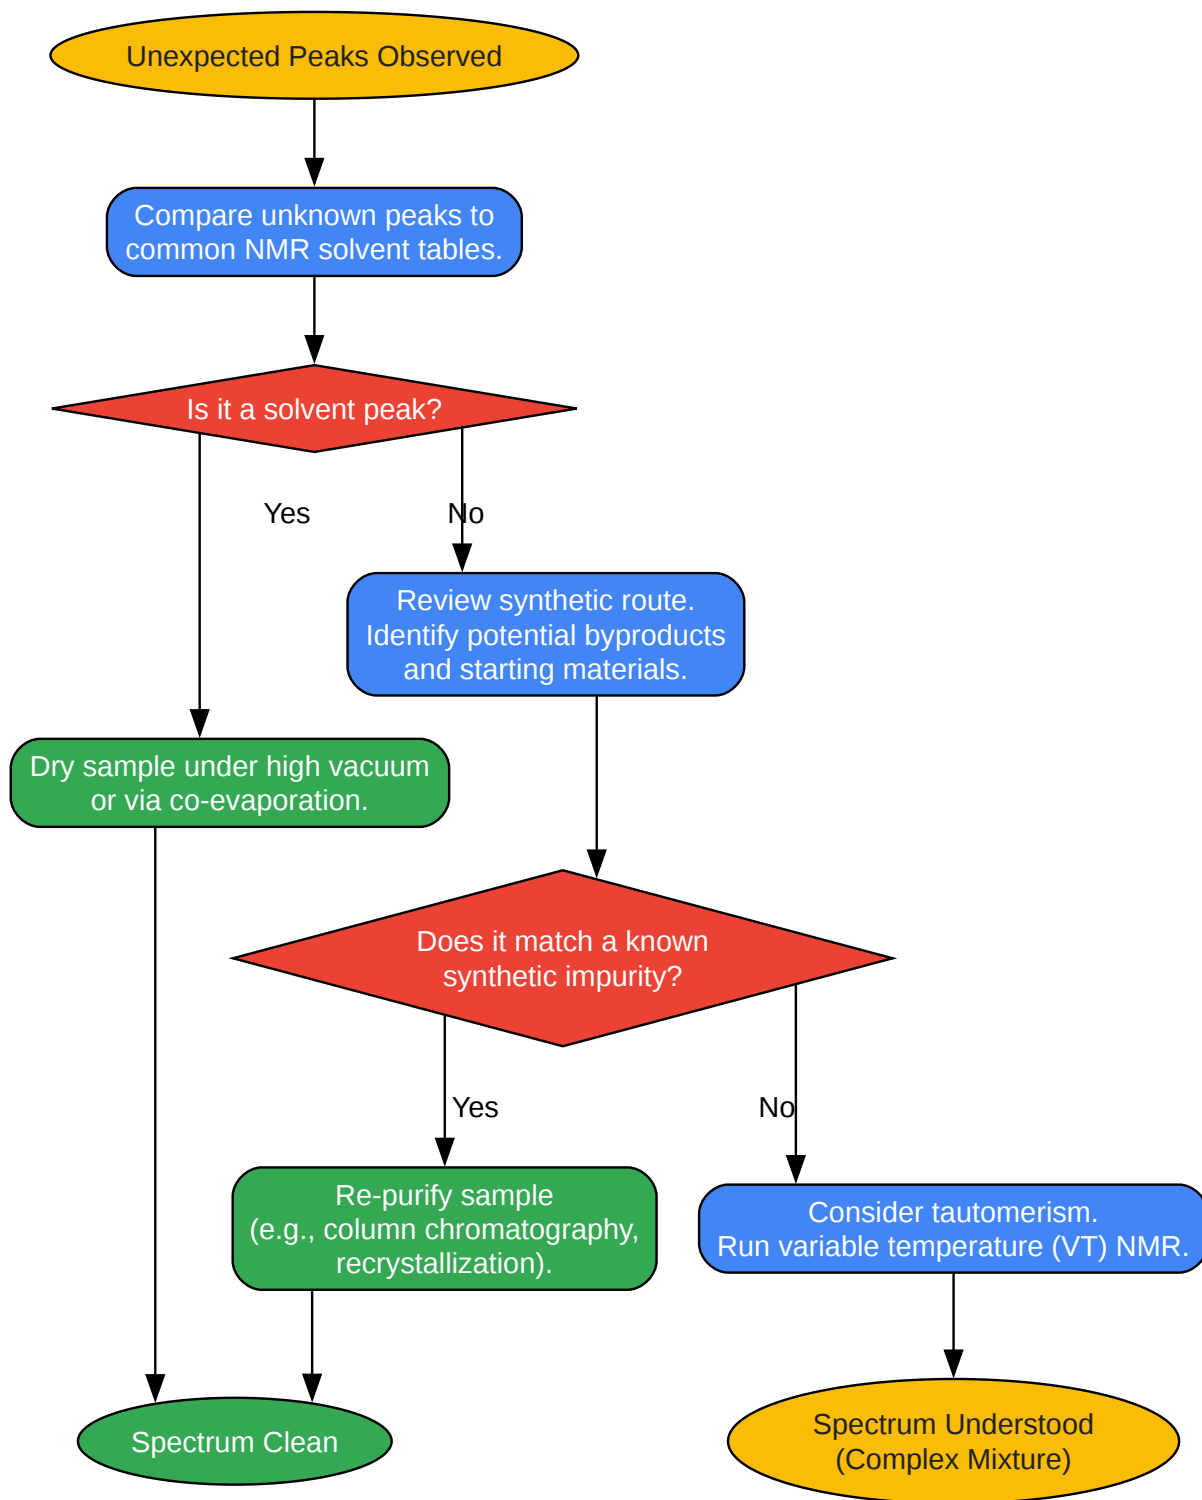 Unexpected Peaks Observed
Compare unknown peaks to
common NMR solvent tables.
Is it a solvent peak?
Yes
No
Review synthetic route.
Identify potential byproducts
and starting materials.
Dry sample under high vacuum
or via co-evaporation.
Does it match a known
synthetic impurity?
Yes
No
Re-purify sample
(e.g., column chromatography,
recrystallization).
Consider tautomerism.
Run variable temperature (VT) NMR.
Spectrum Clean
Spectrum Understood
(Complex Mixture)